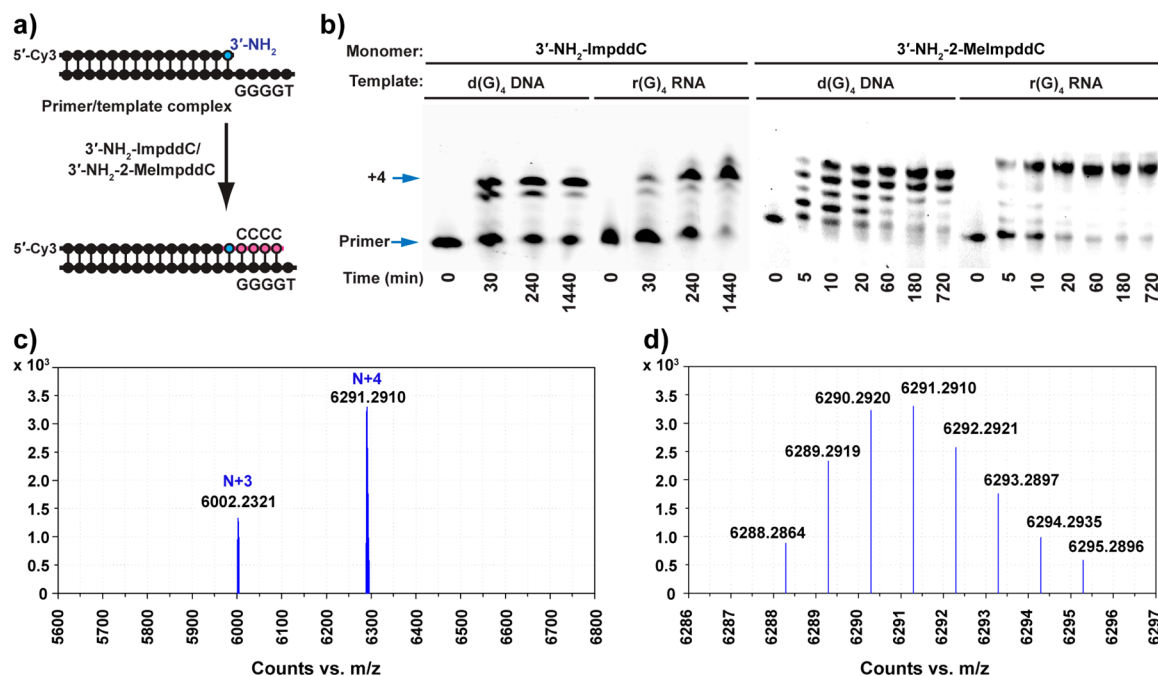 a)
3′-NH2
5′-Cy3
GGGGT
Primer/template complex
3′-NH2-ImpddC/
3′-NH2-2-MeImpddC
CCCC
5′-Cy3
GGGGT
b)
Monomer: 3′-NH2-ImpddC 3′-NH2-2-MeImpddC
Template: d(G)4 DNA r(G)4 RNA d(G)4 DNA r(G)4 RNA
+4
Primer
Time (min) 0 30 240 1440 0 30 240 1440 0 5 10 20 60 180 720 0 5 10 20 60 180 720
c)
x 10³
N+4
6291.2910
3.5
3.0
2.5
2.0
N+3
6002.2321
1.5
1.0
0.5
0
5600 5700 5800 5900 6000 6100 6200 6300 6400 6500 6600 6700 6800
Counts vs. m/z
d)
x 10³
3.5
3.0
2.5
2.0
1.5
1.0
0.5
0
6288.2864
6289.2919
6290.2920
6291.2910
6292.2921
6293.2897
6294.2935
6295.2896
6286 6287 6288 6289 6290 6291 6292 6293 6294 6295 6296 6297
Counts vs. m/z